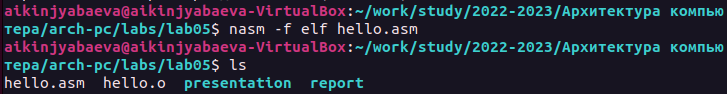 aikinjyabaeva@aikinjyabaeva-VirtualBox:~/work/study/2022-2023/Архитектура компью
тера/arch-pc/labs/lab05$ nasm -f elf hello.asm
aikinjyabaeva@aikinjyabaeva-VirtualBox:~/work/study/2022-2023/Архитектура компью
тера/arch-pc/labs/lab05$ ls
hello.asm  hello.o  presentation  report